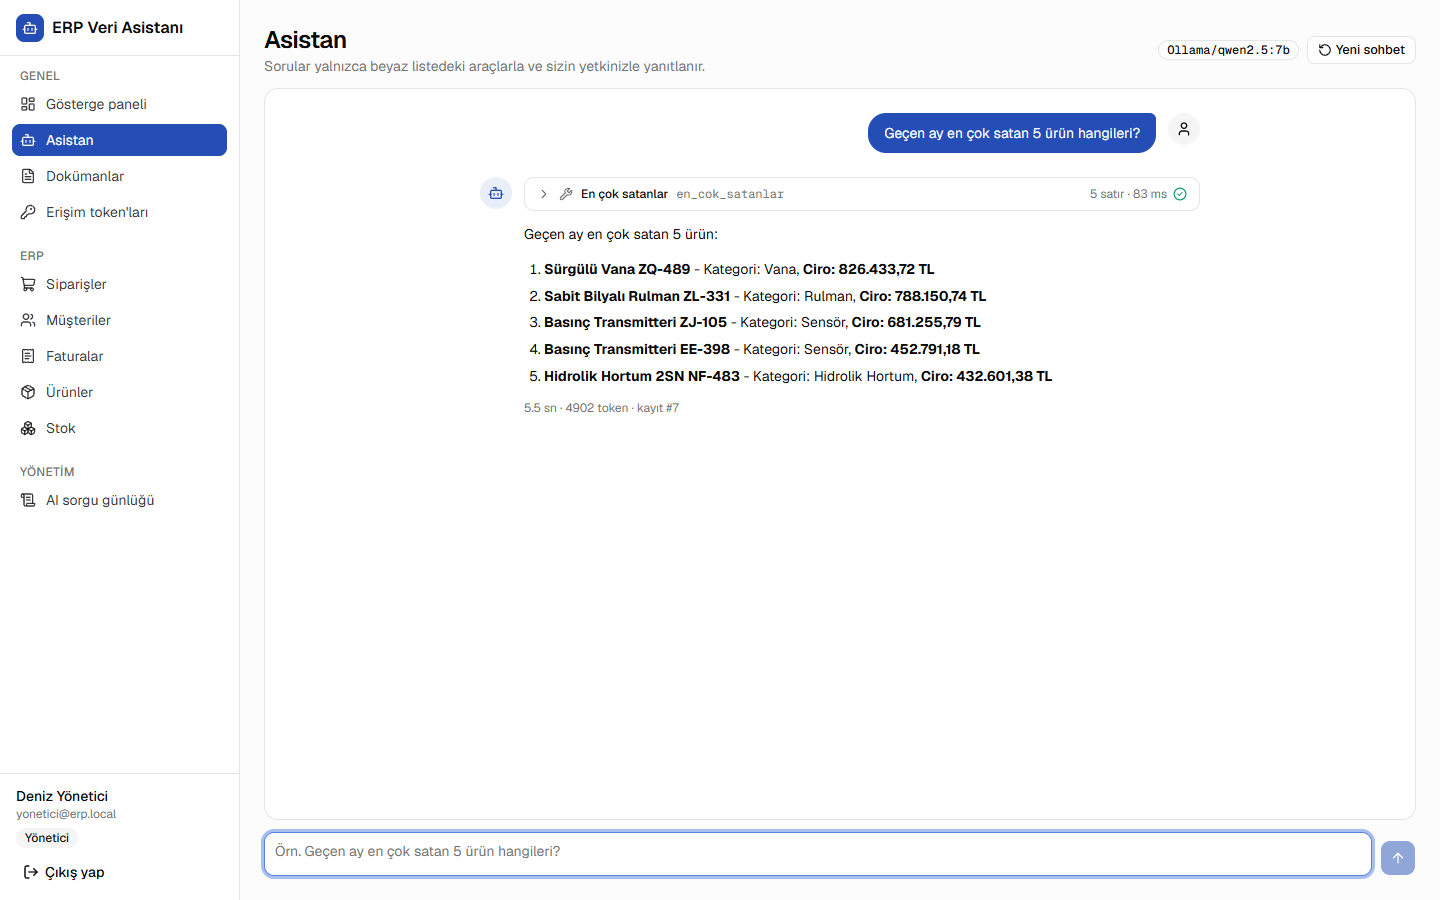 ERP Veri Asistanı
GENEL
Gösterge paneli
Asistan
Dokümanlar
Erişim token'ları
ERP
Siparişler
Müşteriler
Faturalar
Ürünler
Stok
YÖNETİM
AI sorgu günlüğü
Deniz Yönetici
yonetici@erp.local
Yönetici
Çıkış yap
Asistan
Sorular yalnızca beyaz listedeki araçlarla ve sizin yetkinizle yanıtlanır.
Ollama/qwen2.5:7b
Yeni sohbet
Geçen ay en çok satan 5 ürün hangileri?
En çok satanlar en_cok_satanlar 5 satır · 83 ms
Geçen ay en çok satan 5 ürün:
1. Sürgülü Vana ZQ-489 - Kategori: Vana, Ciro: 826.433,72 TL
2. Sabit Bilyalı Rulman ZL-331 - Kategori: Rulman, Ciro: 788.150,74 TL
3. Basınç Transmitteri ZJ-105 - Kategori: Sensör, Ciro: 681.255,79 TL
4. Basınç Transmitteri EE-398 - Kategori: Sensör, Ciro: 452.791,18 TL
5. Hidrolik Hortum 2SN NF-483 - Kategori: Hidrolik Hortum, Ciro: 432.601,38 TL
5.5 sn · 4902 token · kayıt #7
Örn. Geçen ay en çok satan 5 ürün hangileri?